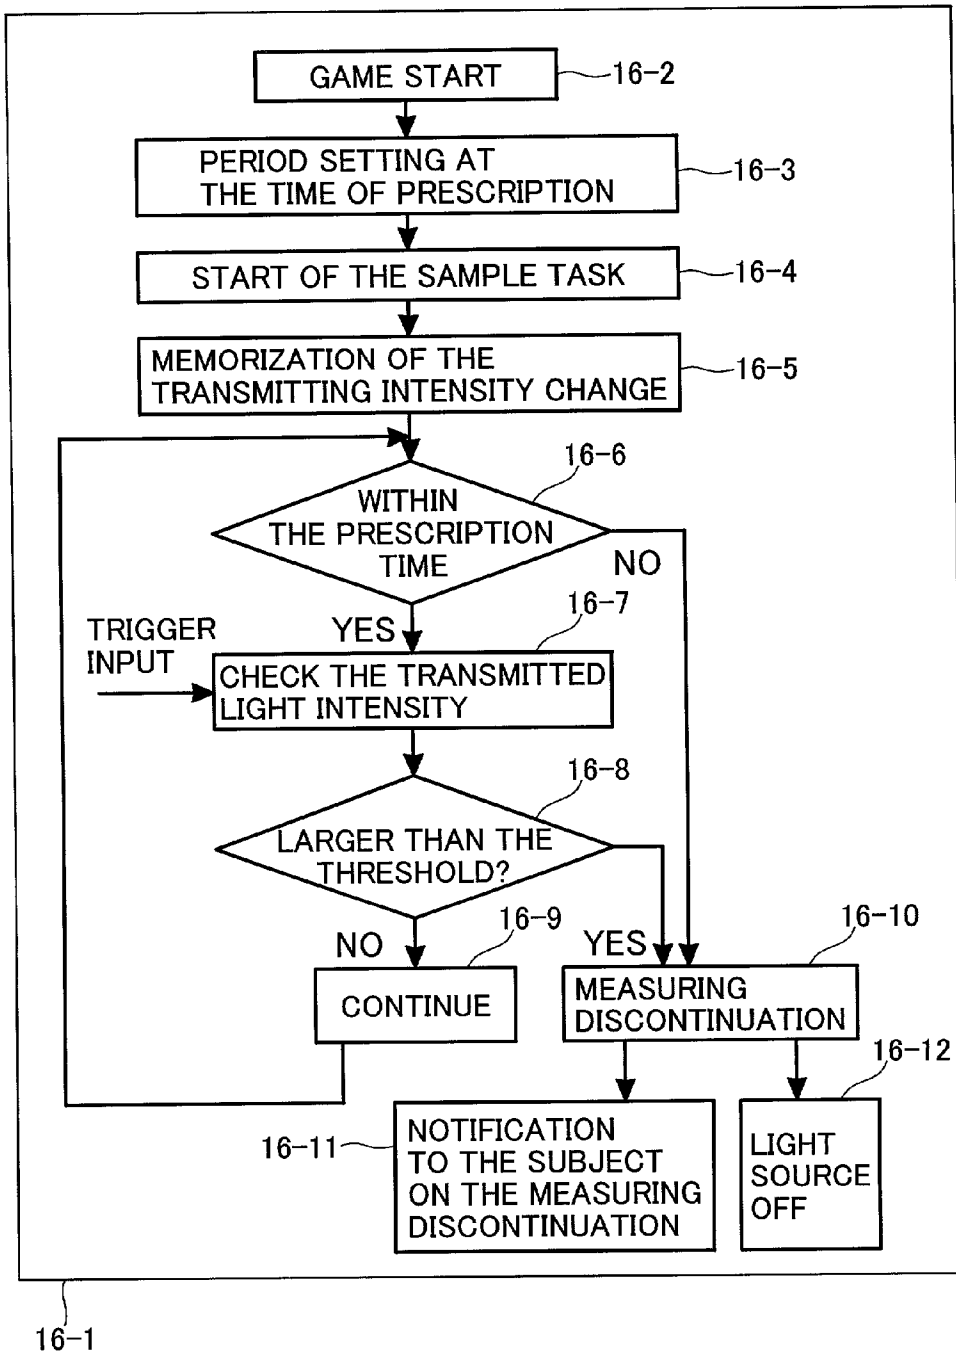 GAME START
16-2
PERIOD SETTING AT
THE TIME OF PRESCRIPTION
16-3
START OF THE SAMPLE TASK
16-4
MEMORIZATION OF THE
TRANSMITTING INTENSITY CHANGE
16-5
16-6
WITHIN
THE PRESCRIPTION
TIME
NO
YES
16-7
TRIGGER
INPUT
CHECK THE TRANSMITTED
LIGHT INTENSITY
16-8
LARGER THAN THE
THRESHOLD?
NO
16-9
YES
16-10
CONTINUE
MEASURING
DISCONTINUATION
16-12
16-11
NOTIFICATION
TO THE SUBJECT
ON THE MEASURING
DISCONTINUATION
LIGHT
SOURCE
OFF
16-1